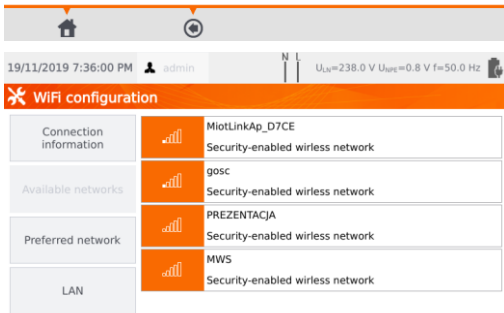 19/11/2019 7:36:00 PM admin N L U_LN=238.0 V U_NPE=0.8 V f=50.0 Hz
WiFi configuration
Connection
information
Available networks
Preferred network
LAN
MiotLinkAp_D7CE
Security-enabled wirless network
gosc
Security-enabled wirless network
PREZENTACJA
Security-enabled wirless network
MWS
Security-enabled wirless network